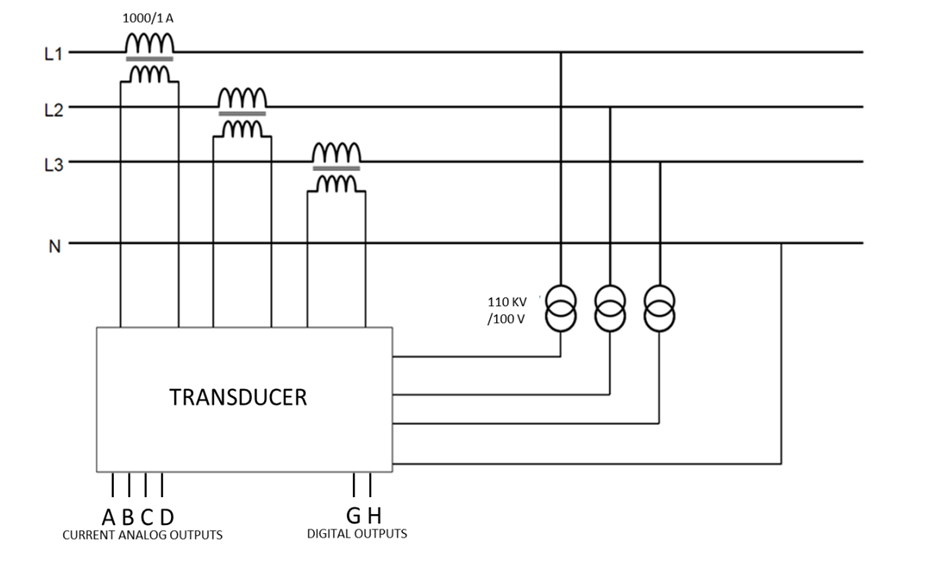 1000/1 A
L1
L2
L3
N
110 KV
/100 V
TRANSDUCER
A B C D
CURRENT ANALOG OUTPUTS
G H
DIGITAL OUTPUTS